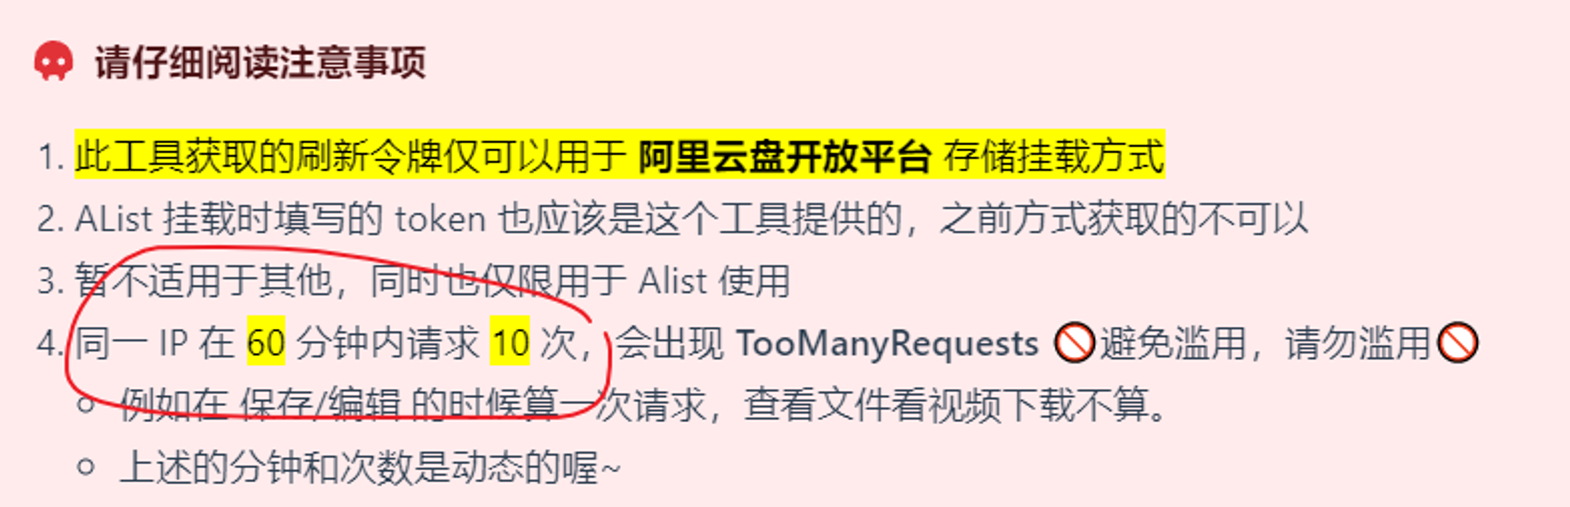 请仔细阅读注意事项
1. 此工具获取的刷新令牌仅可以用于 阿里云盘开放平台 存储挂载方式
2. AList 挂载时填写的 token 也应该是这个工具提供的，之前方式获取的不可以
3. 暂不适用于其他，同时也仅限用于 Alist 使用
4. 同一 IP 在 60 分钟内请求 10 次，会出现 TooManyRequests 🚫避免滥用，请勿滥用🚫
○ 例如在 保存/编辑 的时候算一次请求，查看文件看视频下载不算。
○ 上述的分钟和次数是动态的喔~